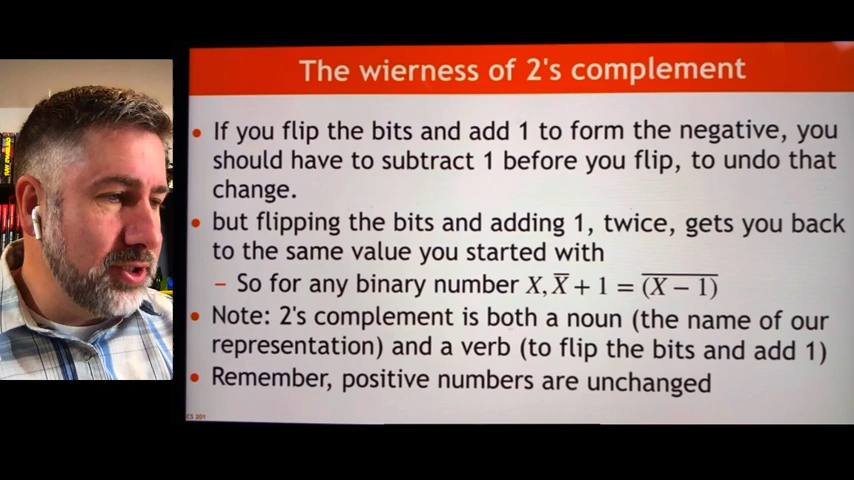 The wierness of 2's complement
• If you flip the bits and add 1 to form the negative, you
should have to subtract 1 before you flip, to undo that
change.
• but flipping the bits and adding 1, twice, gets you back
to the same value you started with
– So for any binary number X, X̅ + 1 = \overline{(X − 1)}
• Note: 2's complement is both a noun (the name of our
representation) and a verb (to flip the bits and add 1)
• Remember, positive numbers are unchanged
CS 201